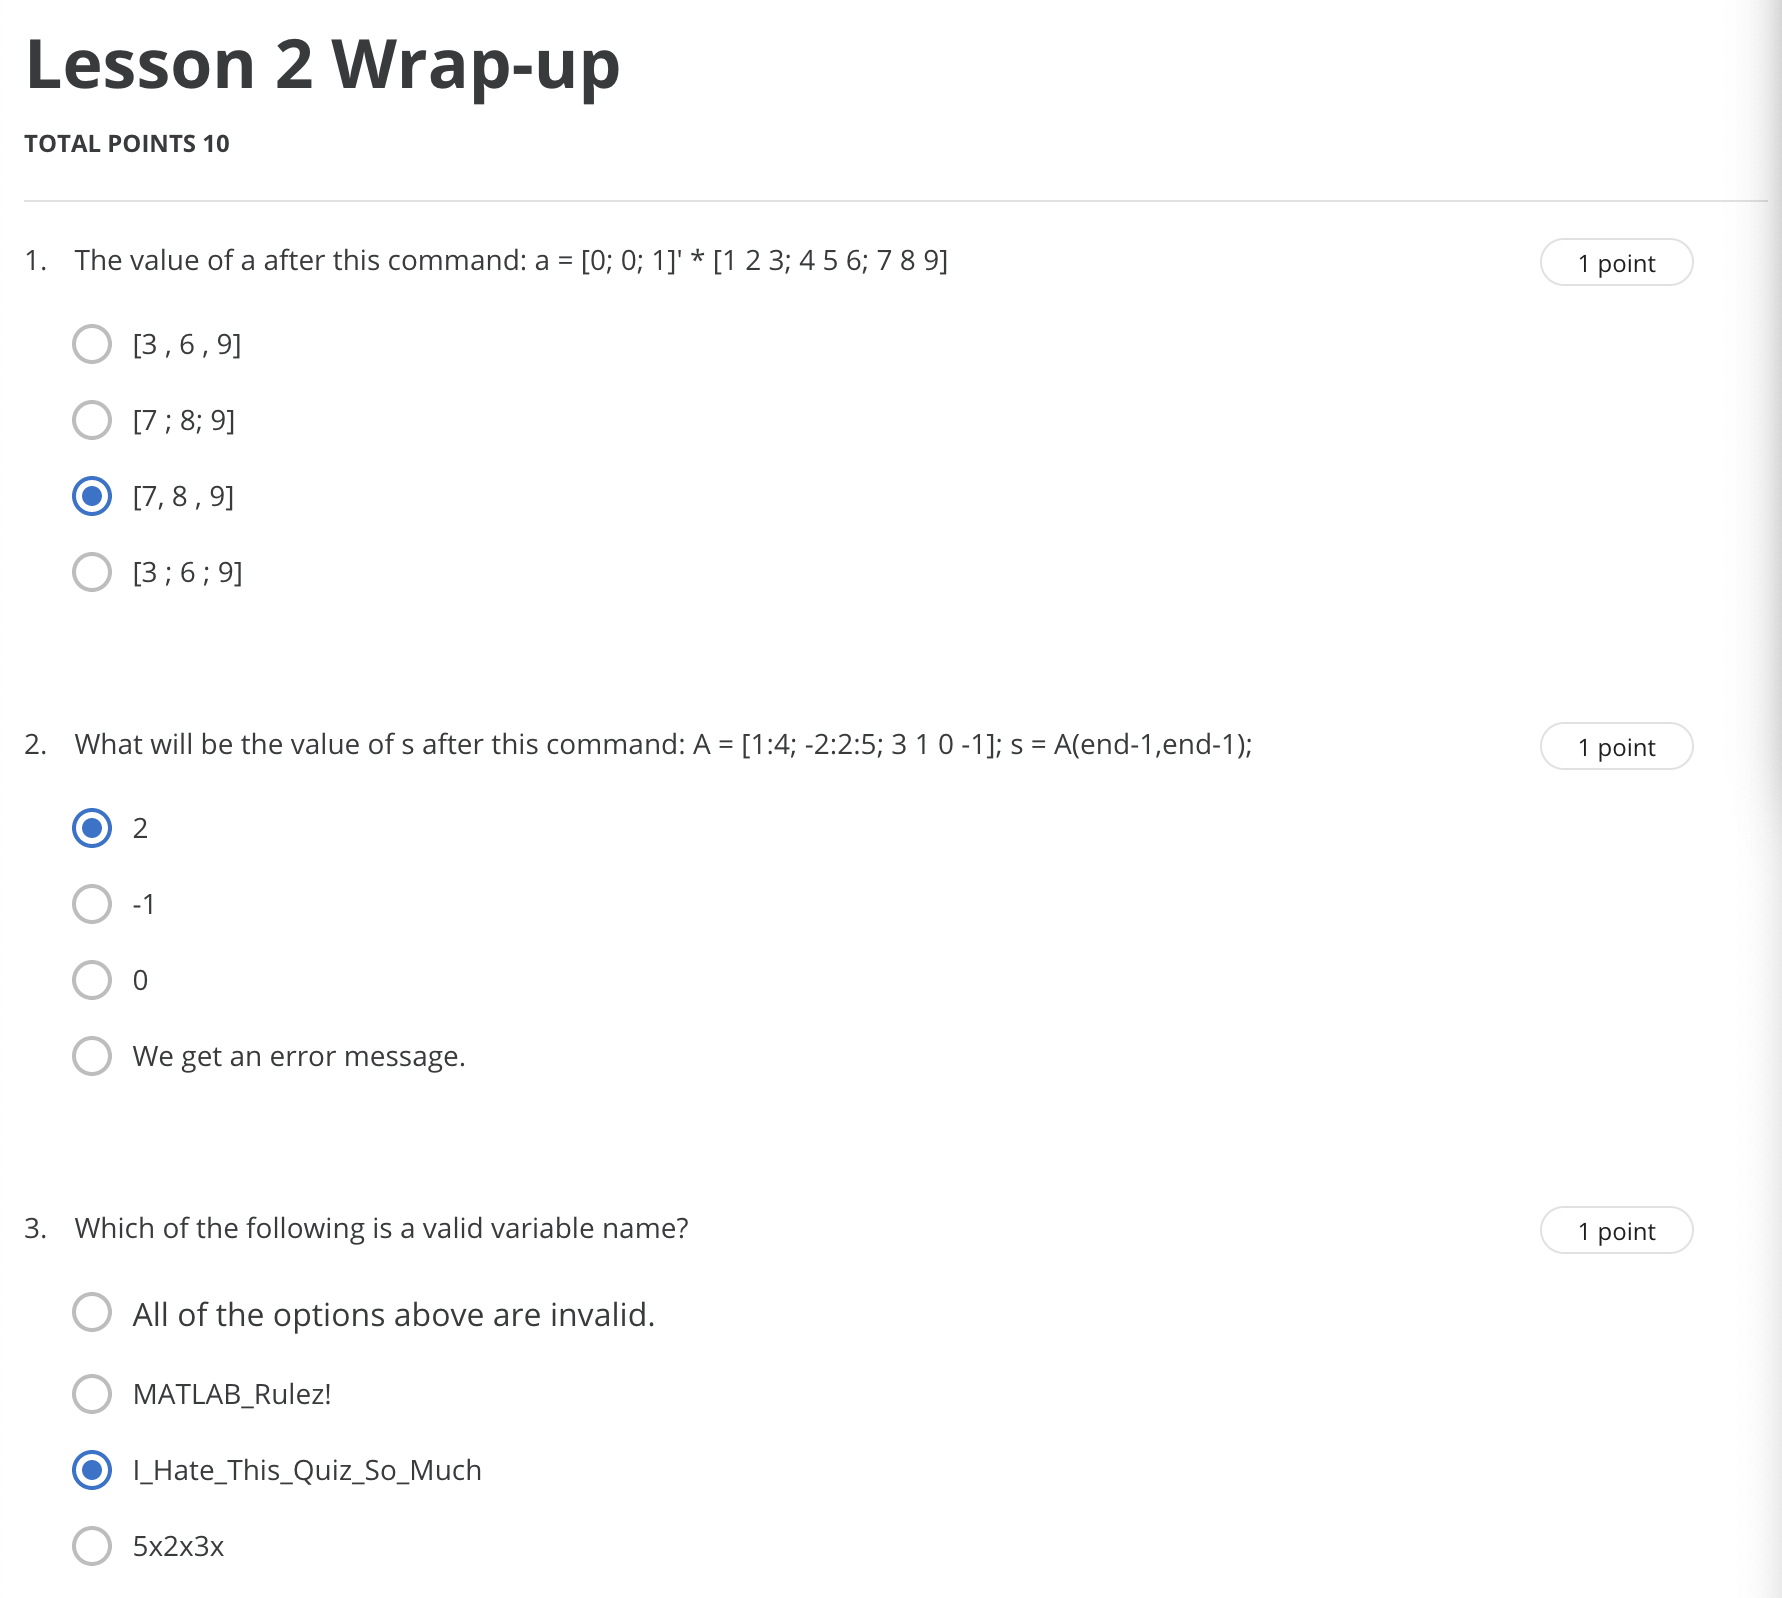 Lesson 2 Wrap-up
TOTAL POINTS 10
1. The value of a after this command: a = [0; 0; 1]' * [1 2 3; 4 5 6; 7 8 9]
1 point
[3 , 6 , 9]
[7 ; 8; 9]
[7, 8 , 9]
[3 ; 6 ; 9]
2. What will be the value of s after this command: A = [1:4; -2:2:5; 3 1 0 -1]; s = A(end-1,end-1);
1 point
2
-1
0
We get an error message.
3. Which of the following is a valid variable name?
1 point
All of the options above are invalid.
MATLAB_Rulez!
I_Hate_This_Quiz_So_Much
5x2x3x